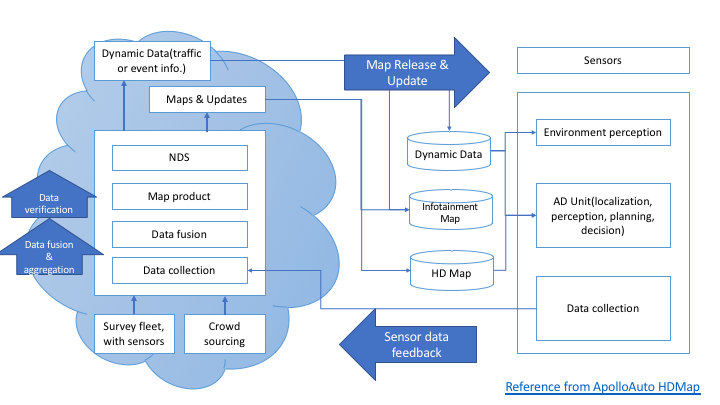 Dynamic Data(traffic
or event info.)
Map Release &
Update
Sensors
Maps & Updates
Environment perception
NDS
Dynamic Data
Data
verification
Map product
Infotainment
Map
AD Unit(localization,
perception, planning,
decision)
Data fusion
Data fusion
&
aggregation
Data collection
HD Map
Data collection
Survey fleet,
with sensors
Crowd
sourcing
Sensor data
feedback
Reference from ApolloAuto HDMap